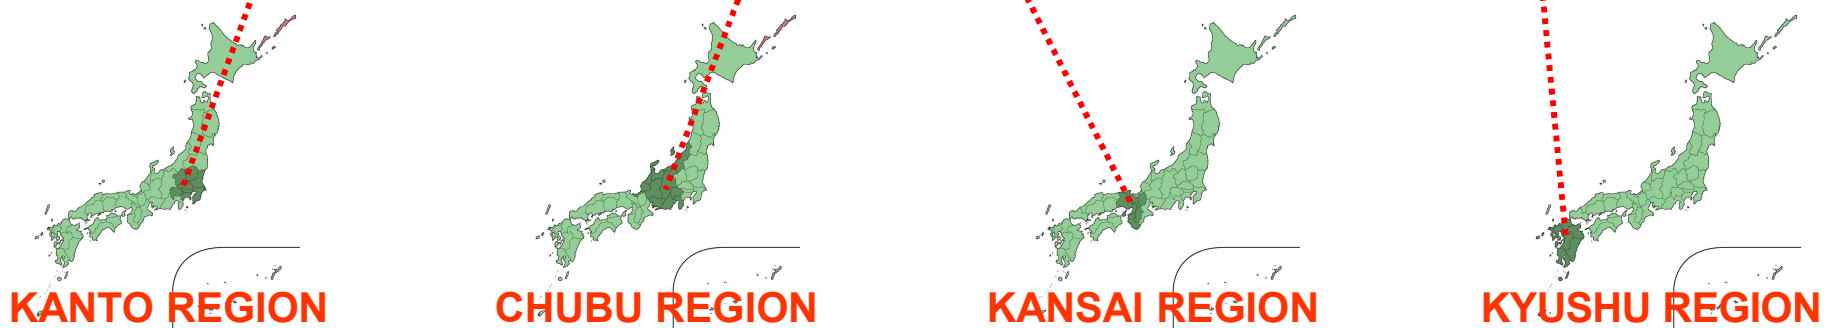 KANTO REGION
CHUBU REGION
KANSAI REGION
KYUSHU REGION